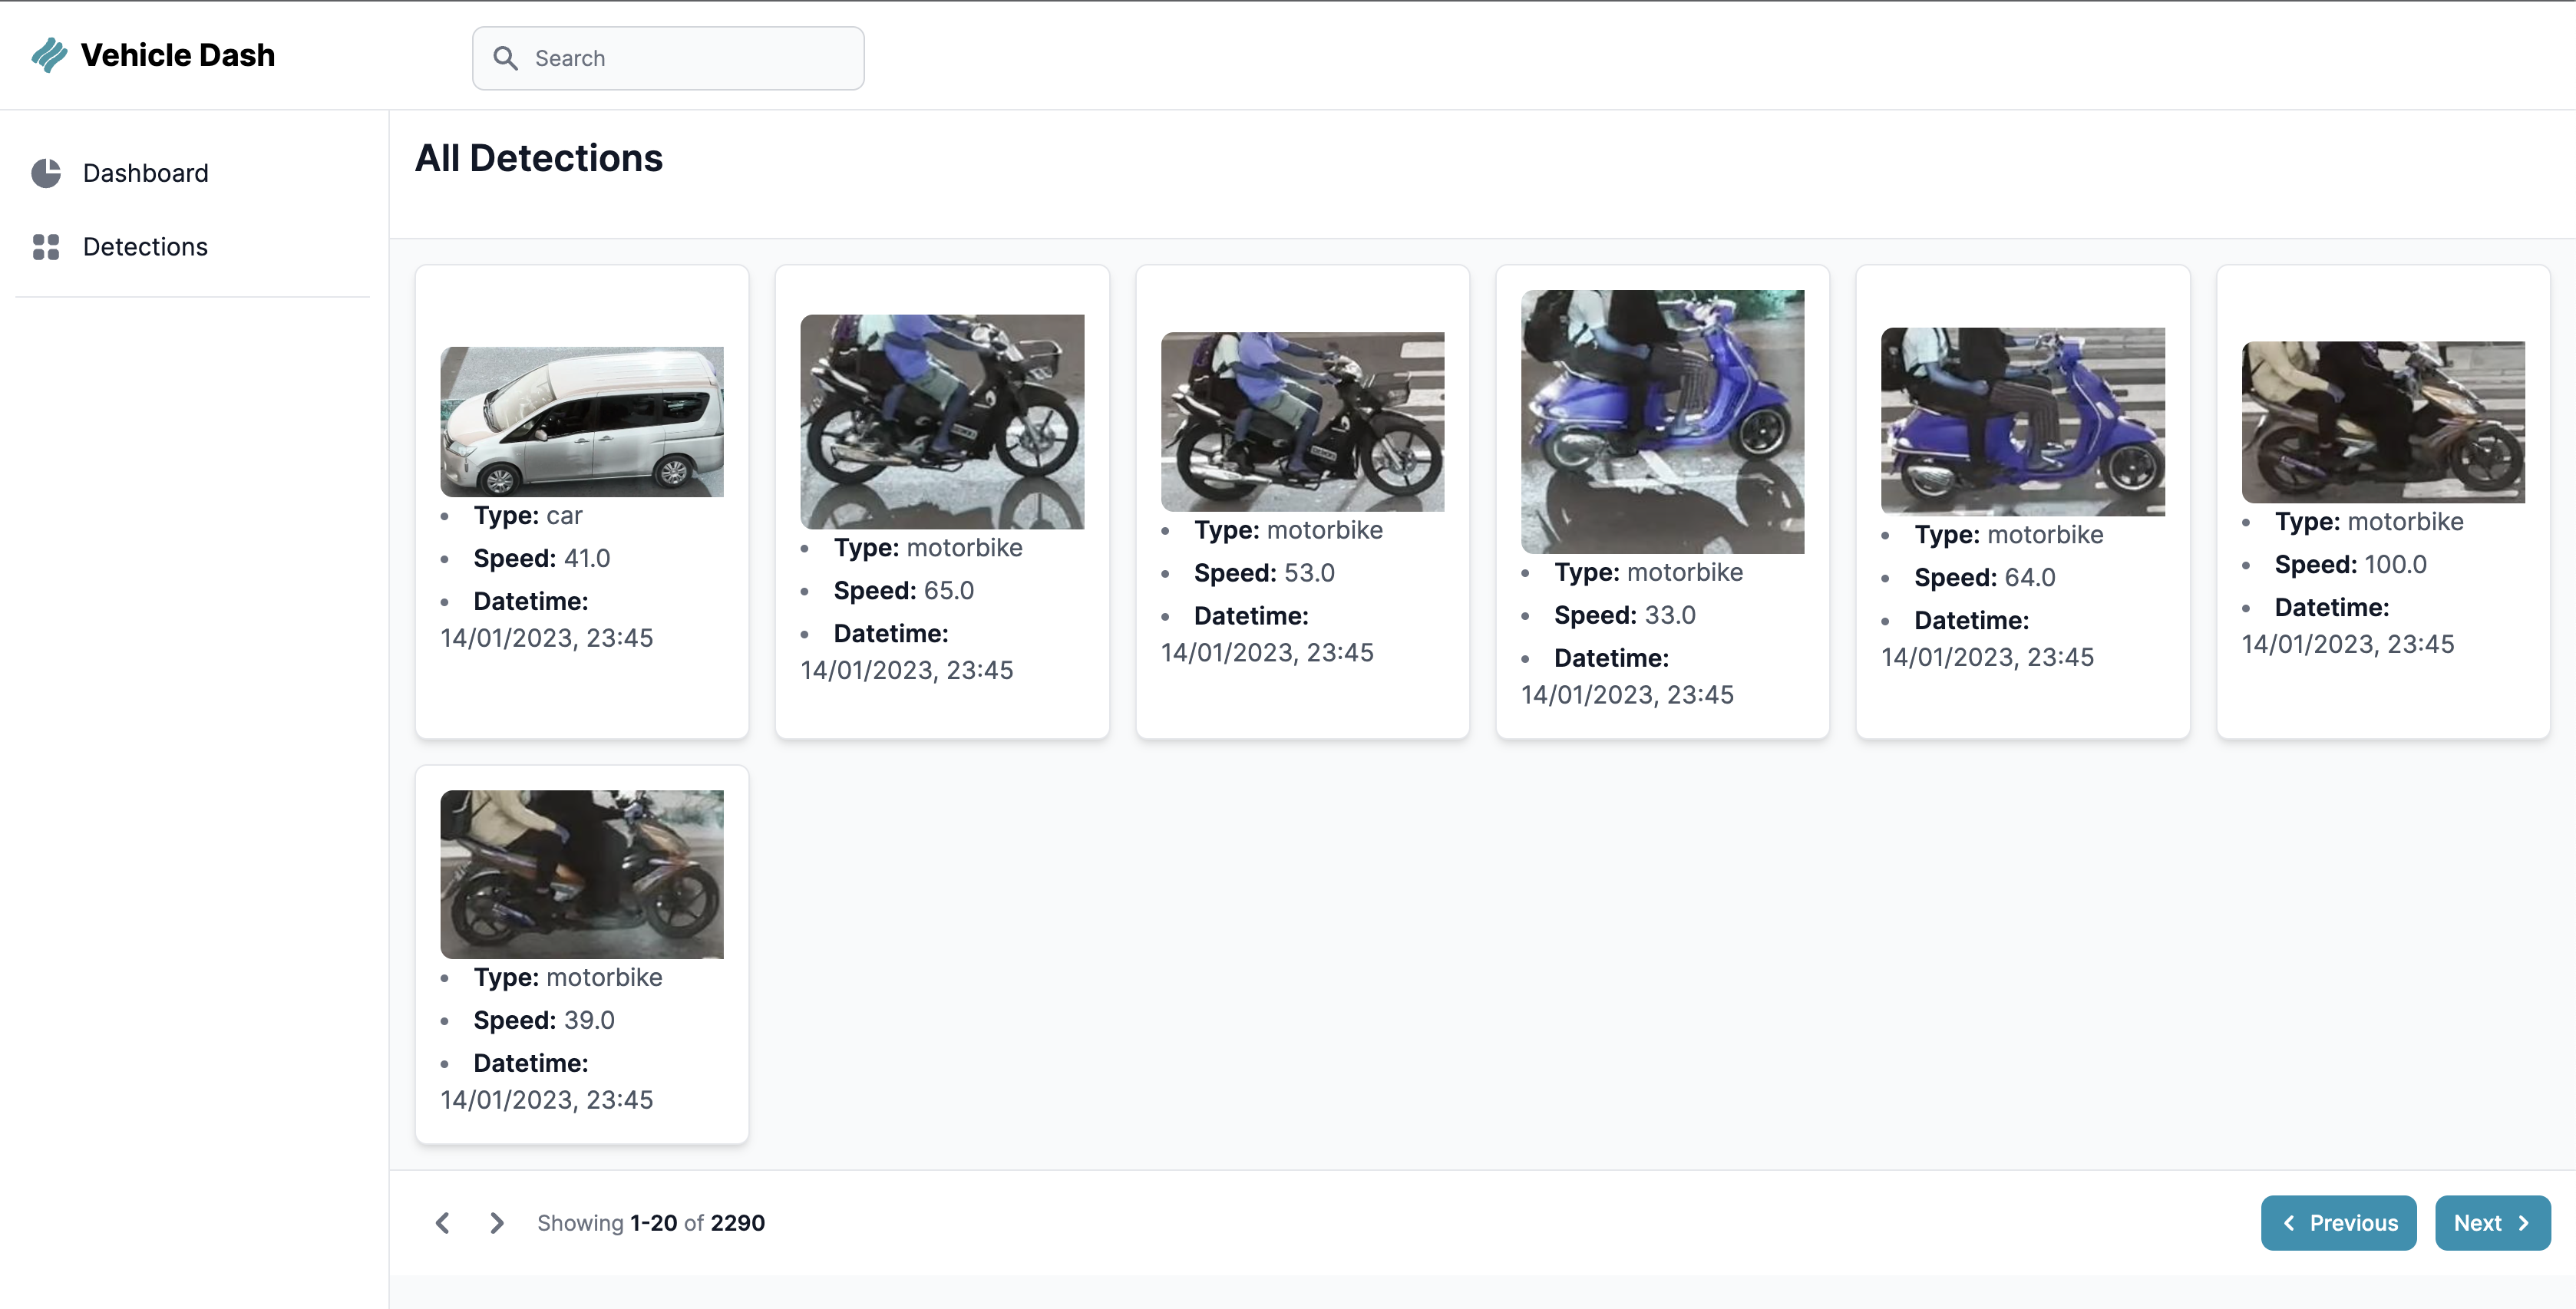 Vehicle Dash
Search
Dashboard
Detections
All Detections
Type: car
Speed: 41.0
Datetime:
14/01/2023, 23:45
Type: motorbike
Speed: 65.0
Datetime:
14/01/2023, 23:45
Type: motorbike
Speed: 53.0
Datetime:
14/01/2023, 23:45
Type: motorbike
Speed: 33.0
Datetime:
14/01/2023, 23:45
Type: motorbike
Speed: 64.0
Datetime:
14/01/2023, 23:45
Type: motorbike
Speed: 100.0
Datetime:
14/01/2023, 23:45
Type: motorbike
Speed: 39.0
Datetime:
14/01/2023, 23:45
Showing 1-20 of 2290
Previous
Next